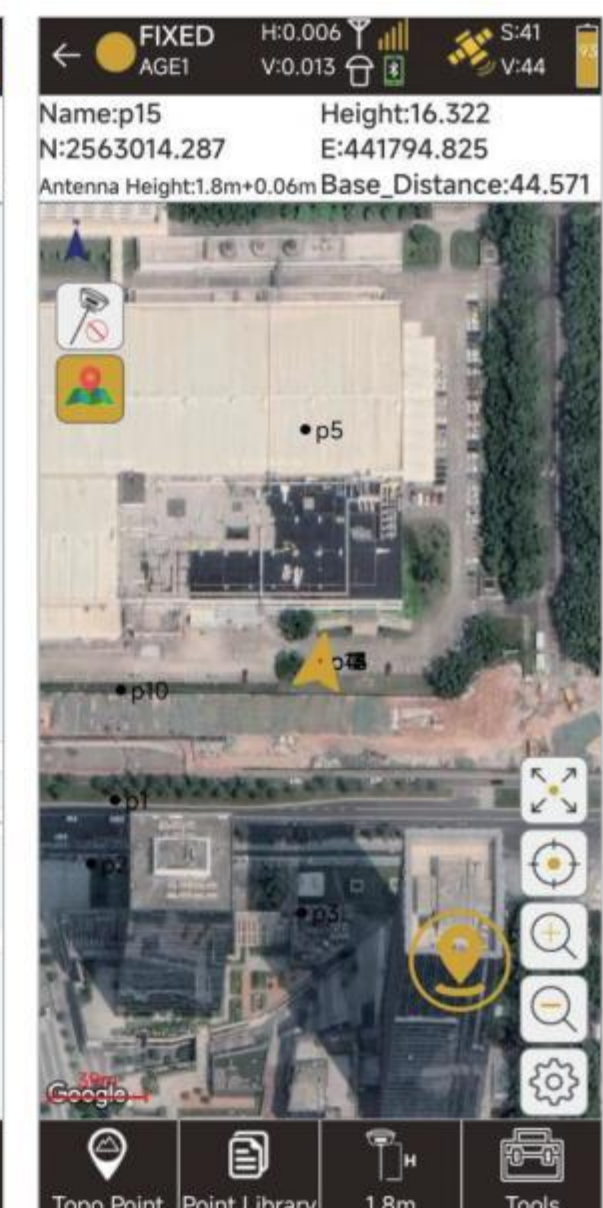 FIXED
AGE1
H:0.006
V:0.013
S:41
V:44
93
Name:p15
Height:16.322
N:2563014.287
E:441794.825
Antenna Height:1.8m+0.06m
Base_Distance:44.571
p5
p10
p1
p2
p3
39m
Google
H
Topo Point
Point Library
1.8m
Tools